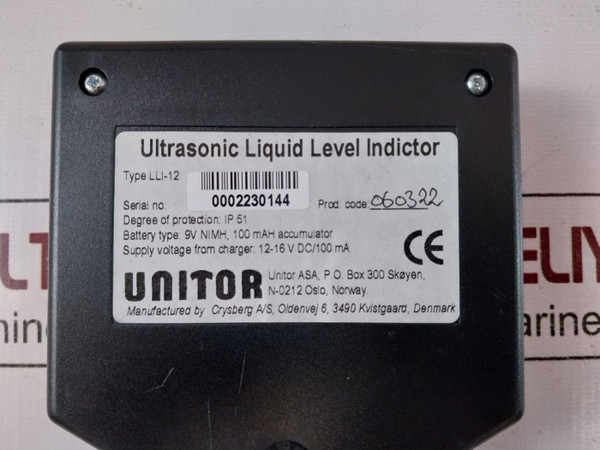 Ultrasonic Liquid Level Indictor
Type LLI-12
Serial no: 0002230144 Prod. code: 060322
Degree of protection: IP 51
Battery type: 9V NIMH, 100 mAH accumulator
Supply voltage from charger: 12-16 V DC/100 mA
CE
UNITOR Unitor ASA, P.O. Box 300 Skøyen,
N-0212 Oslo, Norway.
Manufactured by Crysberg A/S, Oldenvej 6, 3490 Kvistgaard, Denmark